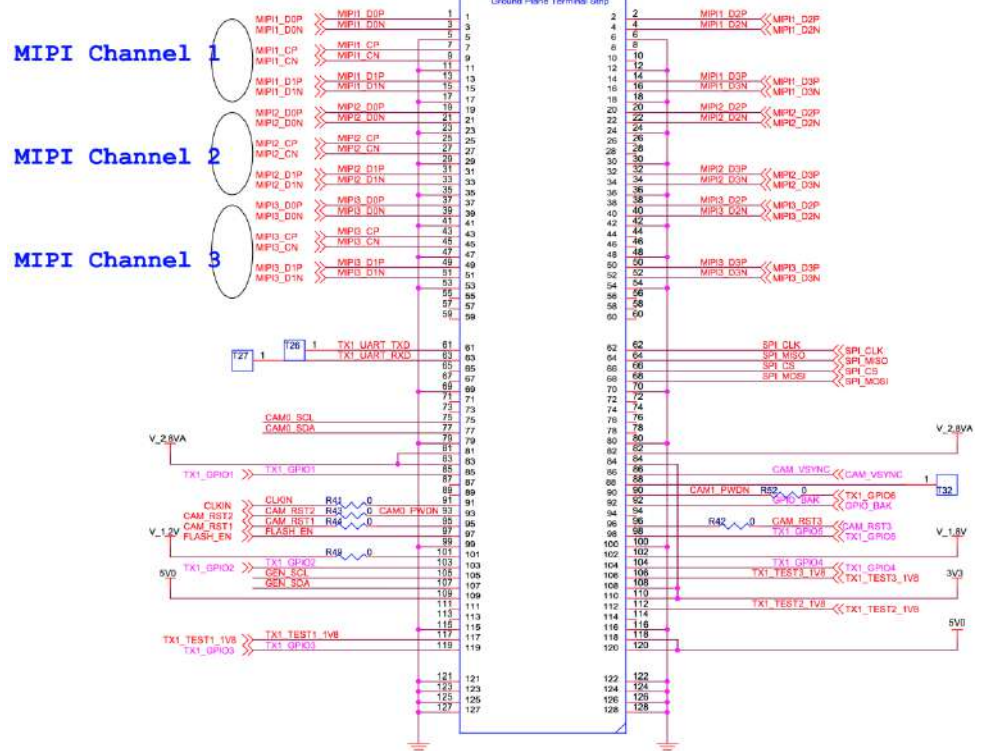 Ground Plane Terminal Strip
MIPI Channel 1
MIPI1_D0P MIPI1_D0P 1 1 2 2 MIPI1_D2P MIPI1_D2P
MIPI1_D0N MIPI1_D0N 3 3 4 4 MIPI1_D2N MIPI1_D2N
5 5 6 6
MIPI1_CP MIPI1_CP 7 7 8 8
MIPI1_CN MIPI1_CN 9 9 10 10
11 11 12 12
MIPI1_D1P MIPI1_D1P 13 13 14 14 MIPI1_D3P MIPI1_D3P
MIPI1_D1N MIPI1_D1N 15 15 16 16 MIPI1_D3N MIPI1_D3N
17 17 18 18
MIPI Channel 2
MIPI2_D0P MIPI2_D0P 19 19 20 20 MIPI2_D2P MIPI2_D2P
MIPI2_D0N MIPI2_D0N 21 21 22 22 MIPI2_D2N MIPI2_D2N
23 23 24 24
MIPI2_CP MIPI2_CP 25 25 26 26
MIPI2_CN MIPI2_CN 27 27 28 28
29 29 30 30
MIPI2_D1P MIPI2_D1P 31 31 32 32 MIPI2_D3P MIPI2_D3P
MIPI2_D1N MIPI2_D1N 33 33 34 34 MIPI2_D3N MIPI2_D3N
35 35 36 36
MIPI Channel 3
MIPI3_D0P MIPI3_D0P 37 37 38 38 MIPI3_D2P MIPI3_D2P
MIPI3_D0N MIPI3_D0N 39 39 40 40 MIPI3_D2N MIPI3_D2N
41 41 42 42
MIPI3_CP MIPI3_CP 43 43 44 44
MIPI3_CN MIPI3_CN 45 45 46 46
47 47 48 48
MIPI3_D1P MIPI3_D1P 49 49 50 50 MIPI3_D3P MIPI3_D3P
MIPI3_D1N MIPI3_D1N 51 51 52 52 MIPI3_D3N MIPI3_D3N
53 53 54 54
55 55 56 56
57 57 58 58
59 59 60 60
T26 1 TX1_UART_TXD 61 61 62 62 SPI_CLK SPI_CLK
T27 1 TX1_UART_RXD 63 63 64 64 SPI_MISO SPI_MISO
65 65 66 66 SPI_CS SPI_CS
67 67 68 68 SPI_MOSI SPI_MOSI
69 69 70 70
71 71 72 72
73 73 74 74
CAM0_SCL 75 75 76 76
CAM0_SDA 77 77 78 78
79 79 80 80
V_2.8VA 81 81 82 82 V_2.8VA
83 83 84 84
TX1_GPIO1 TX1_GPIO1 85 85 86 86 CAM_VSYNC CAM_VSYNC
87 87 88 88 1 T32
89 89 90 90 CAM1_PWDN R52 0 TX1_GPIO6
CLKIN CLKIN R41 0 91 91 92 92 GPIO_BAK GPIO_BAK
CAM_RST2 CAM_RST2 R43 0 CAM0_PWDN 93 93 94 94
CAM_RST1 CAM_RST1 R44 0 95 95 96 96 R42 0 CAM_RST3 CAM_RST3
FLASH_EN FLASH_EN 97 97 98 98 TX1_GPIO5 TX1_GPIO5
V_1.2V 99 99 100 100 V_1.8V
R49 0 101 101 102 102
TX1_GPIO2 TX1_GPIO2 103 103 104 104 TX1_GPIO4 TX1_GPIO4
5V0 GEN_SCL 105 105 106 106 TX1_TEST3_1V8 TX1_TEST3_1V8 3V3
GEN_SDA 107 107 108 108
109 109 110 110
111 111 112 112 TX1_TEST2_1V8 TX1_TEST2_1V8
113 113 114 114
115 115 116 116 5V0
TX1_TEST1_1V8 TX1_TEST1_1V8 117 117 118 118
TX1_GPIO3 TX1_GPIO3 119 119 120 120
121 121 122 122
123 123 124 124
125 125 126 126
127 127 128 128